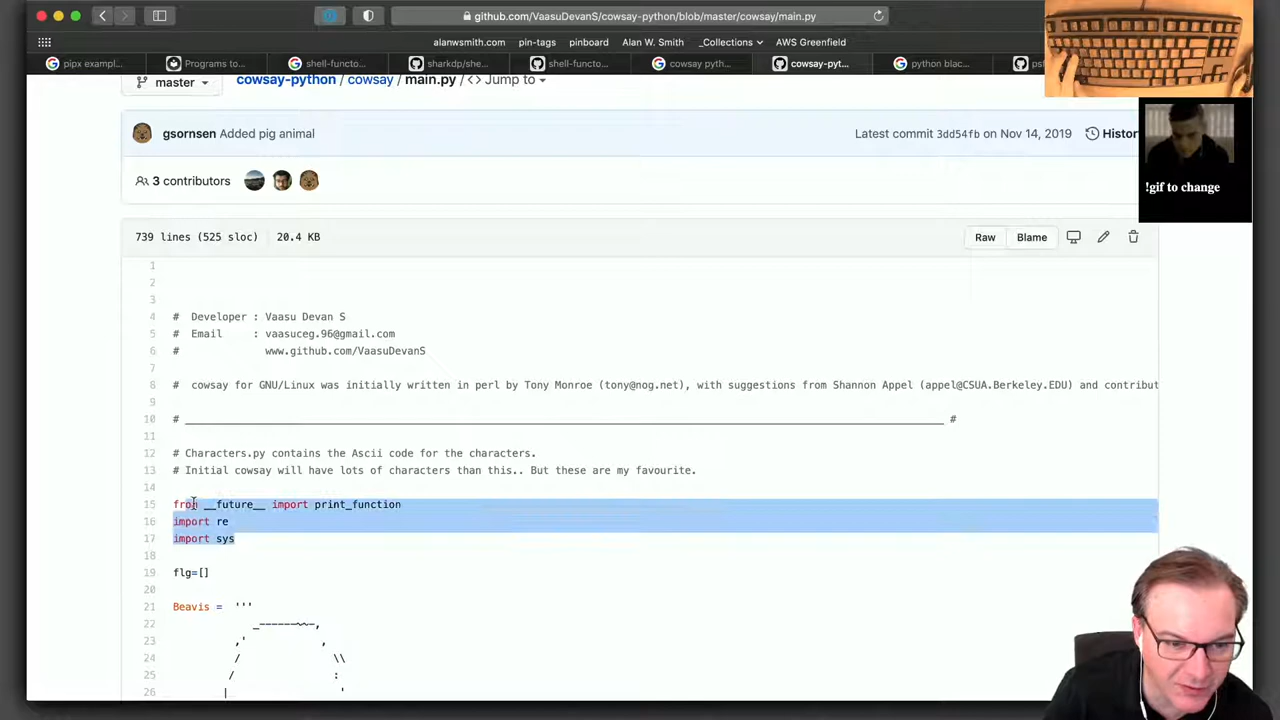 github.com/VaasuDevanS/cowsay-python/blob/master/cowsay/main.py
alanwsmith.com pin-tags pinboard Alan W. Smith _Collections AWS Greenfield
pipx exampl... Programs to... shell-functo... sharkdp/she... shell-functo... cowsay pyth... cowsay-pyt... python blac...
master cowsay-python / cowsay / main.py / <> Jump to
gsornsen Added pig animal Latest commit 3dd54fb on Nov 14, 2019 Histor
3 contributors
!gif to change
739 lines (525 sloc) 20.4 KB Raw Blame
1
2
3
4 # Developer : Vaasu Devan S
5 # Email : vaasuceg.96@gmail.com
6 # www.github.com/VaasuDevanS
7
8 # cowsay for GNU/Linux was initially written in perl by Tony Monroe (tony@nog.net), with suggestions from Shannon Appel (appel@CSUA.Berkeley.EDU) and contribut
9
10 # ______________________________________________________________ #
11
12 # Characters.py contains the Ascii code for the characters.
13 # Initial cowsay will have lots of characters than this.. But these are my favourite.
14
15 from __future__ import print_function
16 import re
17 import sys
18
19 flg=[]
20
21 Beavis = '''
22 _------~~-,
23 ,' ,
24 / \\
25 / :
26 | '